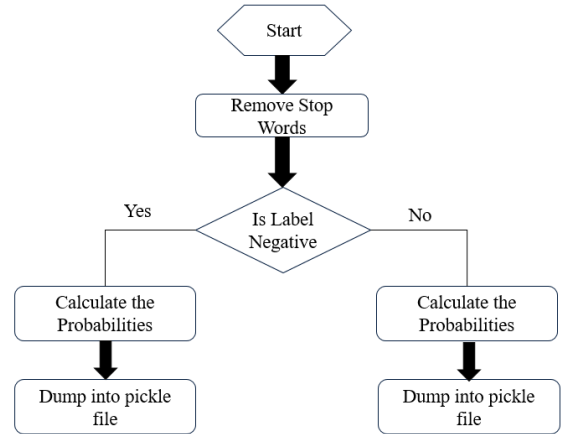 Start
Remove Stop
Words
Is Label
Negative
Yes
No
Calculate the
Probabilities
Calculate the
Probabilities
Dump into pickle
file
Dump into pickle
file